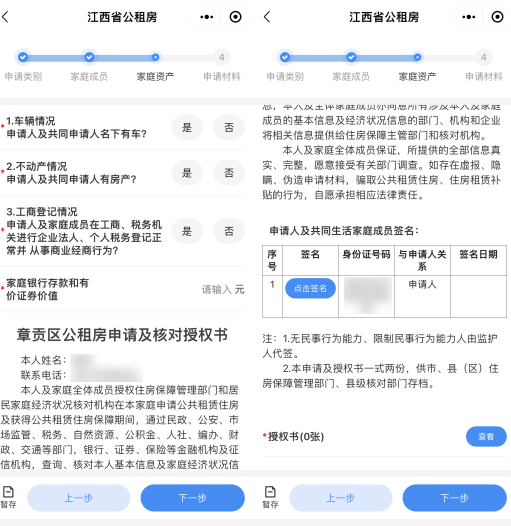 江西省公租房
4
申请类别
家庭成员
家庭资产
申请材料
*1.车辆情况
申请人及共同申请人名下有车?
是
否
*2.不动产情况
申请人及共同申请人有房产?
是
否
3.工商登记情况
*申请人及家庭成员在工商、税务机
关进行企业法人、个人税务登记正
常并 从事商业经商行为?
是
否
*家庭银行存款和有
价证券价值
请输入 元
章贡区公租房申请及核对授权书
本人姓名:
联系电话:
本人及家庭全体成员授权住房保障管理部门和居
民家庭经济状况核对机构在本家庭申请公共租赁住房
及获得公共租赁住房保障期间，通过民政、公安、市
场监管、税务、自然资源、公积金、人社、编办、财
政、交通等部门，银行、证券、保险等金融机构及征
信机构，查询、核对本人基本信息及家庭经济状况信
暂存
上一步
下一步
江西省公租房
4
申请类别
家庭成员
家庭资产
申请材料
息，本人及全体家庭成员亦同意所有涉及本人及家庭
成员的基本信息及经济状况信息的部门、机构和企业
将相关信息提供给住房保障主管部门和核对机构。
本人及家庭全体成员保证，所提供的全部信息真
实、完整，愿意接受有关部门调查。如存在虚报、隐
瞒、伪造申请材料，骗取公共租赁住房、住房租赁补
贴的行为，自愿承担相应法律责任。
申请人及共同生活家庭成员签名：
序号
签名
身份证号码
与申请人关系
签名日期
1
点击签名
申请人
注：1.无民事行为能力、限制民事行为能力人由监护
人代签。
2.本申请及授权书一式两份，供市、县（区）住
房保障管理部门、县级核对部门存档。
*授权书(0张)
查看
暂存
上一步
下一步